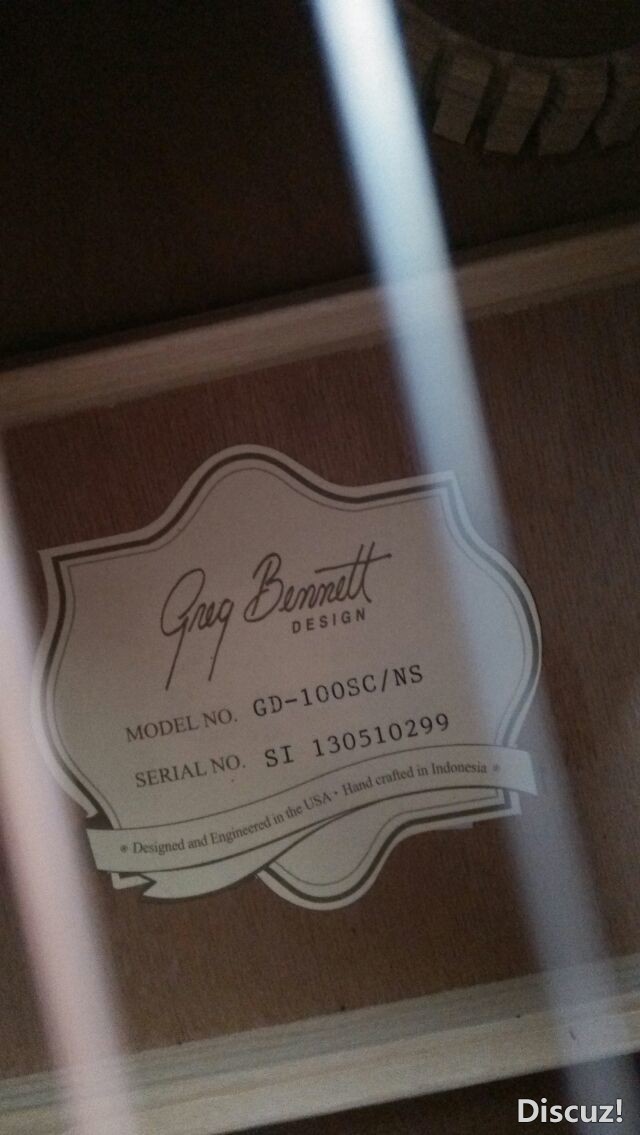 Greg Bennett
DESIGN
MODEL NO. GD-100SC/NS
SERIAL NO. SI 130510299
* Designed and Engineered in the USA • Hand crafted in Indonesia *
Discuz!